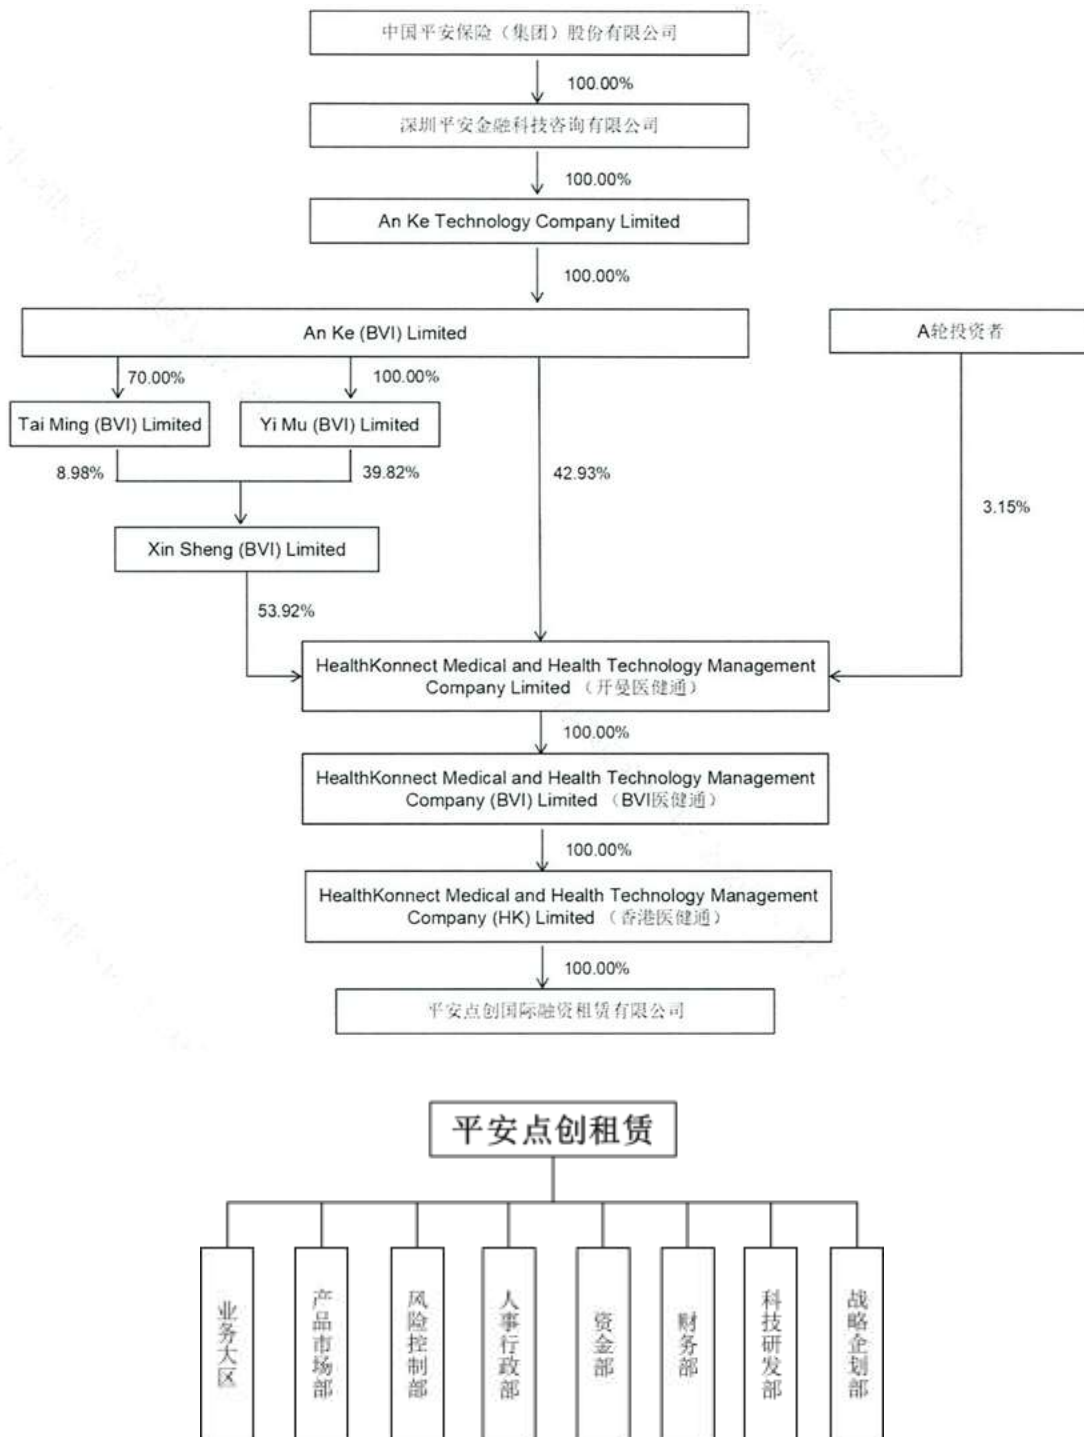 中国平安保险（集团）股份有限公司
100.00%
深圳平安金融科技咨询有限公司
100.00%
An Ke Technology Company Limited
100.00%
An Ke (BVI) Limited
A轮投资者
70.00%
100.00%
Tai Ming (BVI) Limited
Yi Mu (BVI) Limited
8.98%
39.82%
42.93%
3.15%
Xin Sheng (BVI) Limited
53.92%
HealthKonnect Medical and Health Technology Management
Company Limited （开曼医健通）
100.00%
HealthKonnect Medical and Health Technology Management
Company (BVI) Limited （BVI医健通）
100.00%
HealthKonnect Medical and Health Technology Management
Company (HK) Limited （香港医健通）
100.00%
平安点创国际融资租赁有限公司
平安点创租赁
业务大区
产品市场部
风险控制部
人事行政部
资金部
财务部
科技研发部
战略企划部